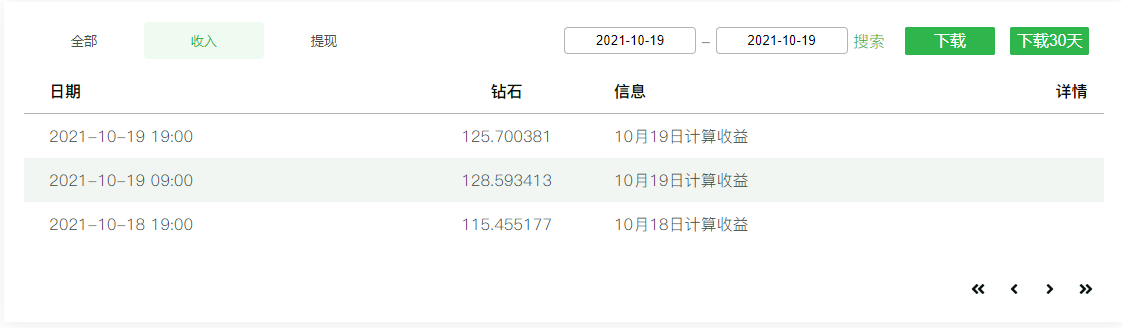 全部 收入 提现 2021-10-19 – 2021-10-19 搜索 下载 下载30天
日期 钻石 信息 详情
2021-10-19 19:00 125.700381 10月19日计算收益
2021-10-19 09:00 128.593413 10月19日计算收益
2021-10-18 19:00 115.455177 10月18日计算收益